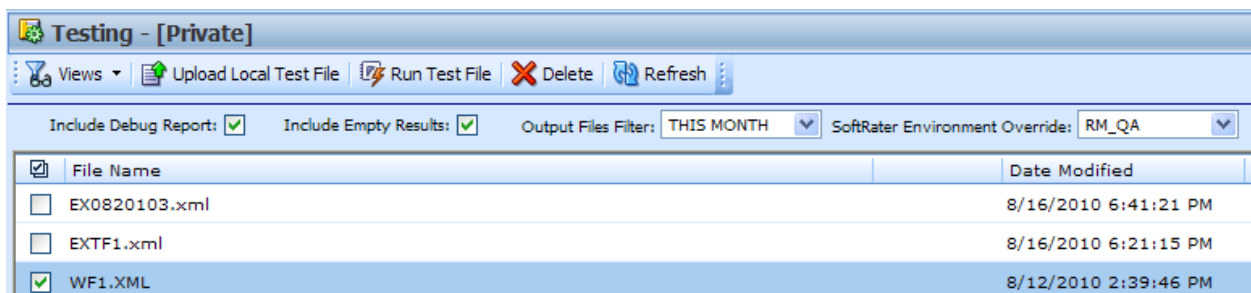 Testing - [Private]
Views Upload Local Test File Run Test File Delete Refresh
Include Debug Report: Include Empty Results: Output Files Filter: THIS MONTH SoftRater Environment Override: RM_QA
File Name Date Modified
EX0820103.xml 8/16/2010 6:41:21 PM
EXTF1.xml 8/16/2010 6:21:15 PM
WF1.XML 8/12/2010 2:39:46 PM